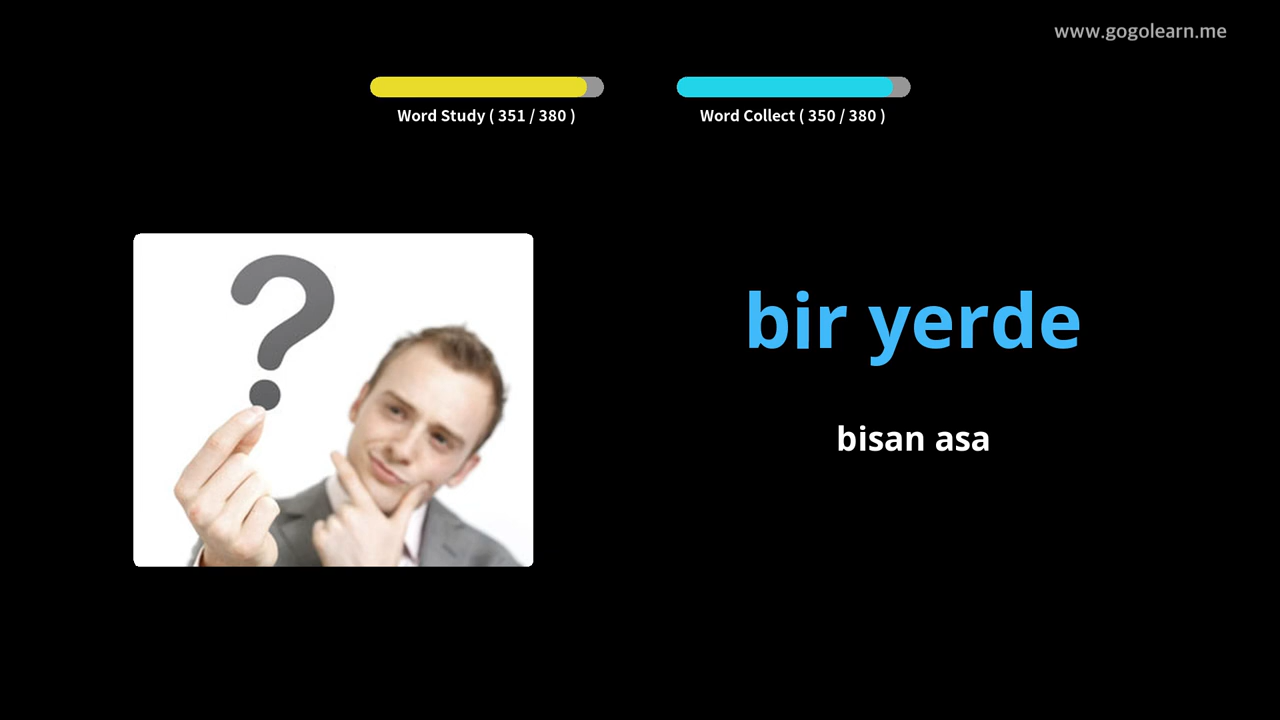 www.gogolearn.me
Word Study ( 351 / 380 )
Word Collect ( 350 / 380 )
bir yerde
bisan asa